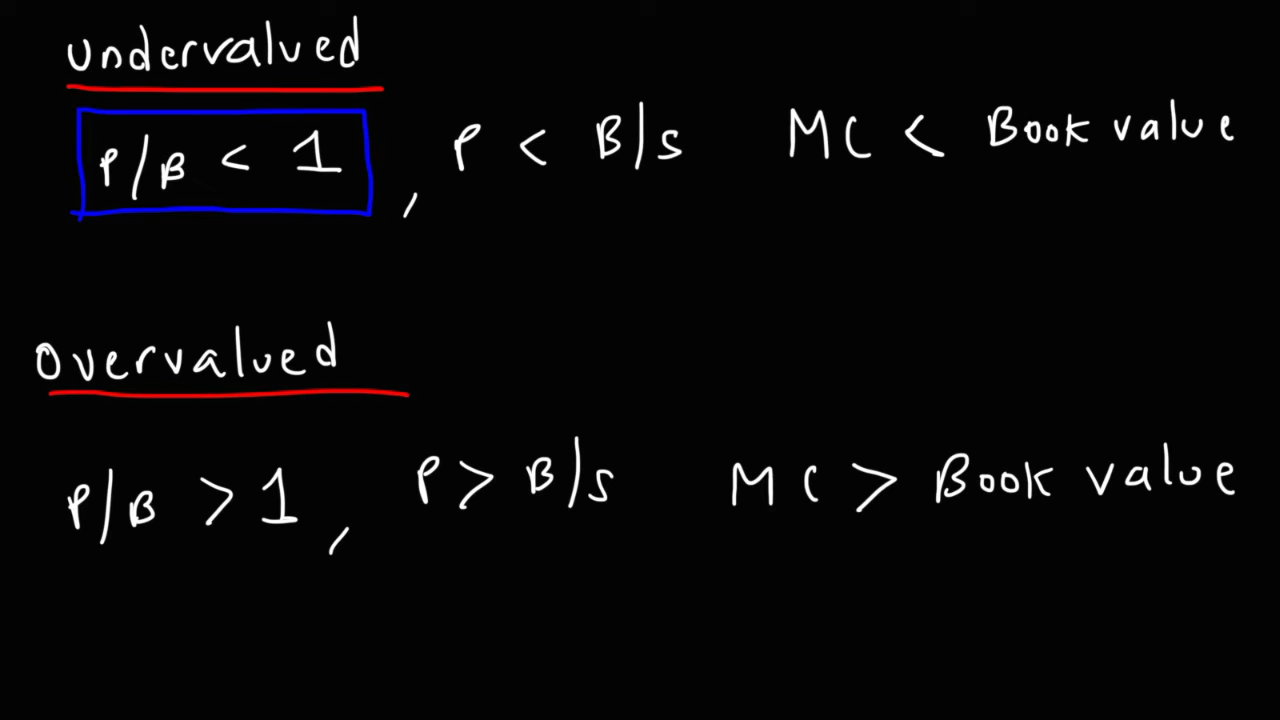 undervalued
P/B < 1 , P < B/s MC < Book value
Overvalued
P/B > 1 , P > B/s MC > Book value